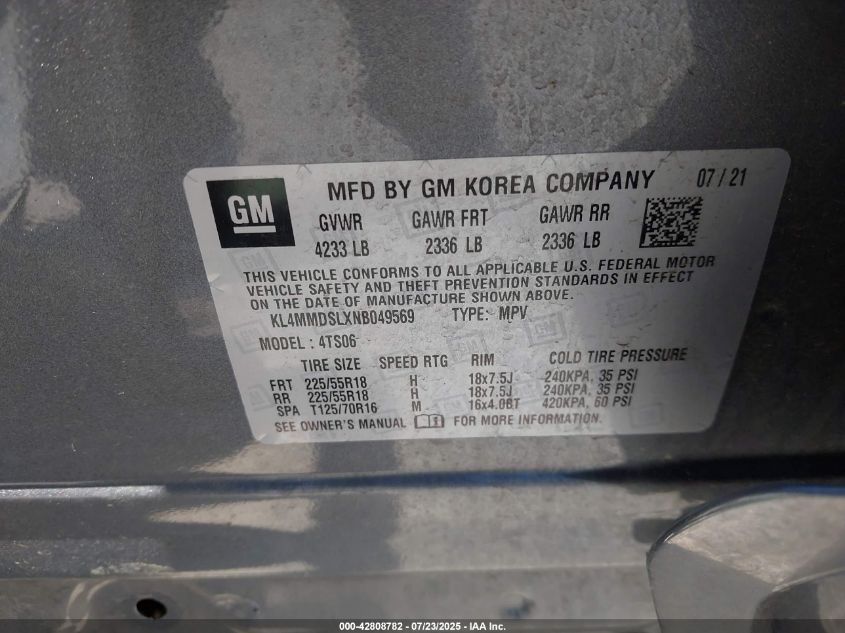 GM
MFD BY GM KOREA COMPANY 07/21
GVWR GAWR FRT GAWR RR
4233 LB 2336 LB 2336 LB
THIS VEHICLE CONFORMS TO ALL APPLICABLE U.S. FEDERAL MOTOR
VEHICLE SAFETY AND THEFT PREVENTION STANDARDS IN EFFECT
ON THE DATE OF MANUFACTURE SHOWN ABOVE.
KL4MMDSLXNB049569 TYPE: MPV
MODEL: 4TS06
TIRE SIZE SPEED RTG RIM COLD TIRE PRESSURE
FRT 225/55R18 H 18x7.5J 240KPA, 35 PSI
RR 225/55R18 H 18x7.5J 240KPA, 35 PSI
SPA T125/70R16 M 16x4.0BT 420KPA, 60 PSI
SEE OWNER'S MANUAL FOR MORE INFORMATION
000-42808782 - 07/23/2025 - IAA Inc.